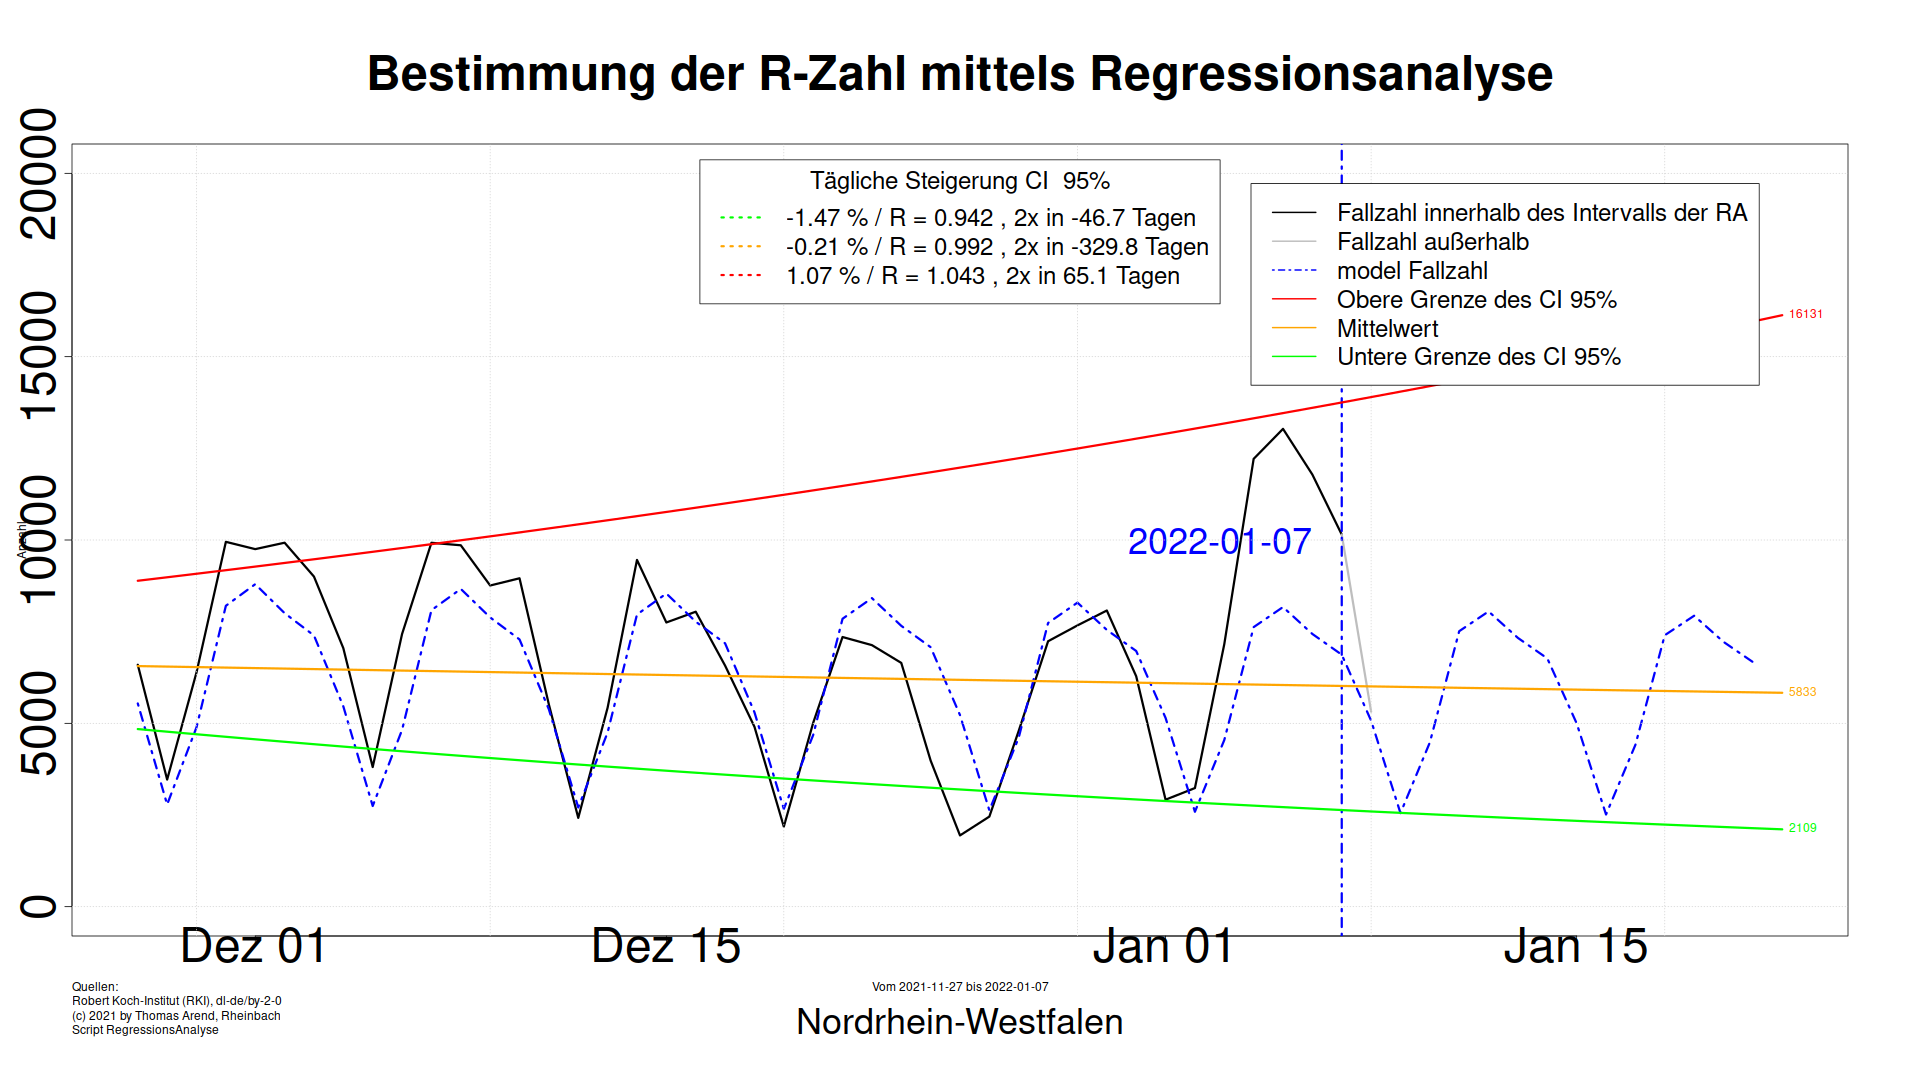 Bestimmung der R-Zahl mittels Regressionsanalyse
20000
15000
10000
5000
0
Anzahl
Tägliche Steigerung CI  95%
-1.47 % / R = 0.942 , 2x in -46.7 Tagen
-0.21 % / R = 0.992 , 2x in -329.8 Tagen
1.07 % / R = 1.043 , 2x in 65.1 Tagen
Fallzahl innerhalb des Intervalls der RA
Fallzahl außerhalb
model Fallzahl
Obere Grenze des CI 95%
Mittelwert
Untere Grenze des CI 95%
16131
2022-01-07
5833
2109
Dez 01
Dez 15
Jan 01
Jan 15
Quellen:
Robert Koch-Institut (RKI), dl-de/by-2-0
(c) 2021 by Thomas Arend, Rheinbach
Script RegressionsAnalyse
Vom 2021-11-27 bis 2022-01-07
Nordrhein-Westfalen